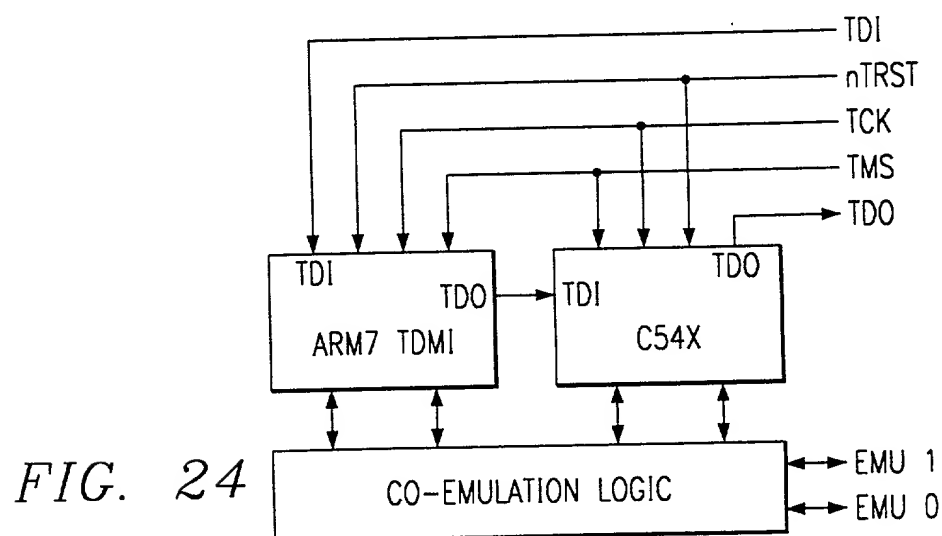 TDI
nTRST
TCK
TMS
TDO
TDI
TDO
TDO
TDI
ARM7 TDMI
C54X
FIG. 24
CO-EMULATION LOGIC
EMU 1
EMU 0